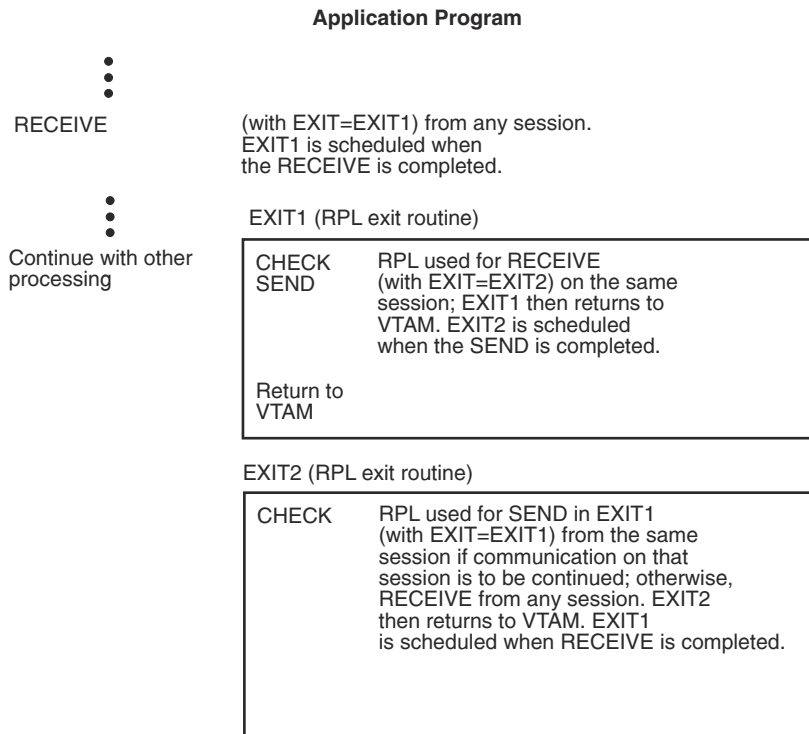 Application Program
RECEIVE (with EXIT=EXIT1) from any session.
EXIT1 is scheduled when
the RECEIVE is completed.
EXIT1 (RPL exit routine)
Continue with other
processing
CHECK RPL used for RECEIVE
SEND (with EXIT=EXIT2) on the same
session; EXIT1 then returns to
VTAM. EXIT2 is scheduled
when the SEND is completed.
Return to
VTAM
EXIT2 (RPL exit routine)
CHECK RPL used for SEND in EXIT1
(with EXIT=EXIT1) from the same
session if communication on that
session is to be continued; otherwise,
RECEIVE from any session. EXIT2
then returns to VTAM. EXIT1
is scheduled when RECEIVE is completed.